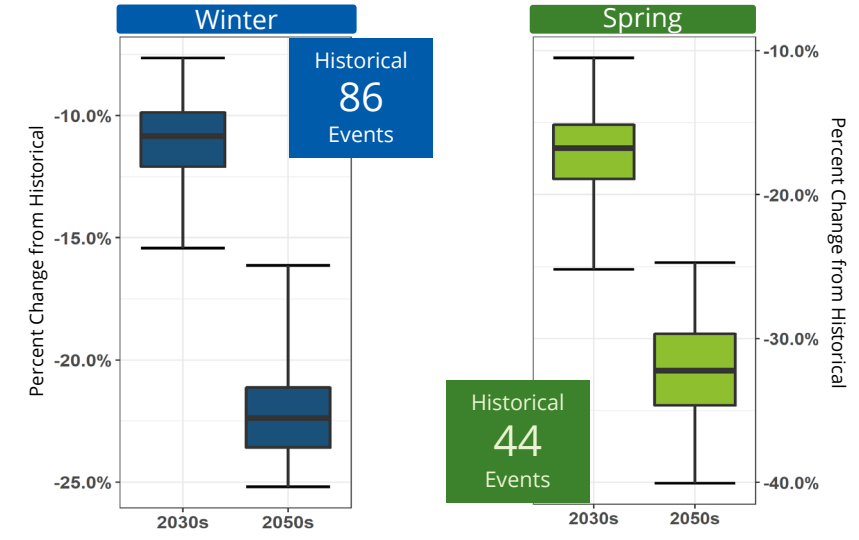 Winter
Historical
86
Events
Percent Change from Historical
-10.0%
-15.0%
-20.0%
-25.0%
2030s 2050s
Spring
-10.0%
-20.0%
-30.0%
-40.0%
Percent Change from Historical
Historical
44
Events
2030s 2050s